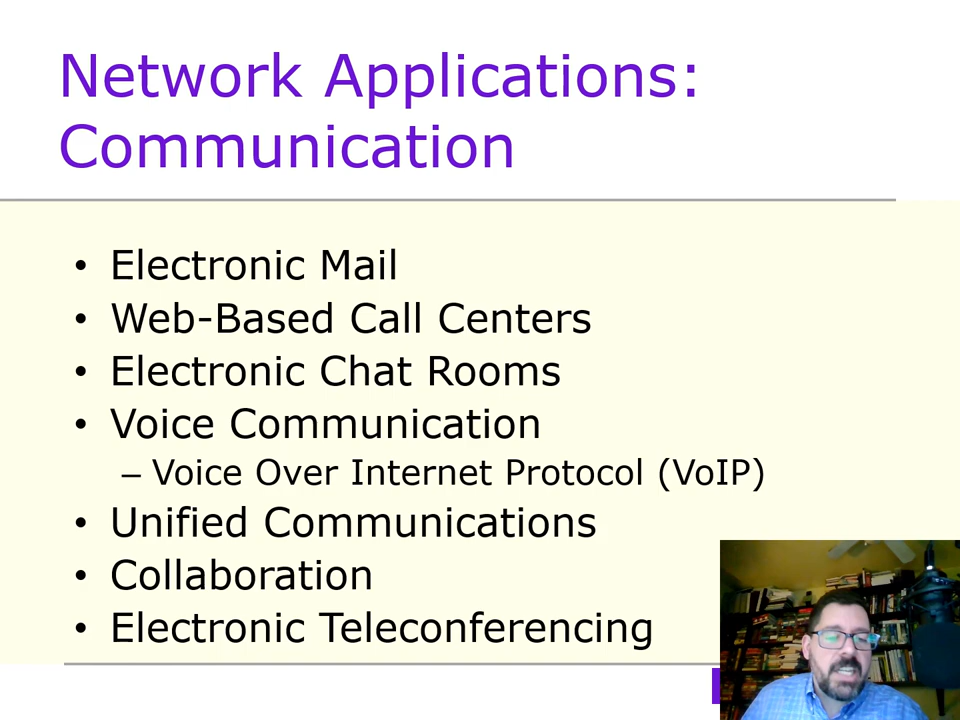 Network Applications:
Communication
• Electronic Mail
• Web-Based Call Centers
• Electronic Chat Rooms
• Voice Communication
– Voice Over Internet Protocol (VoIP)
• Unified Communications
• Collaboration
• Electronic Teleconferencing